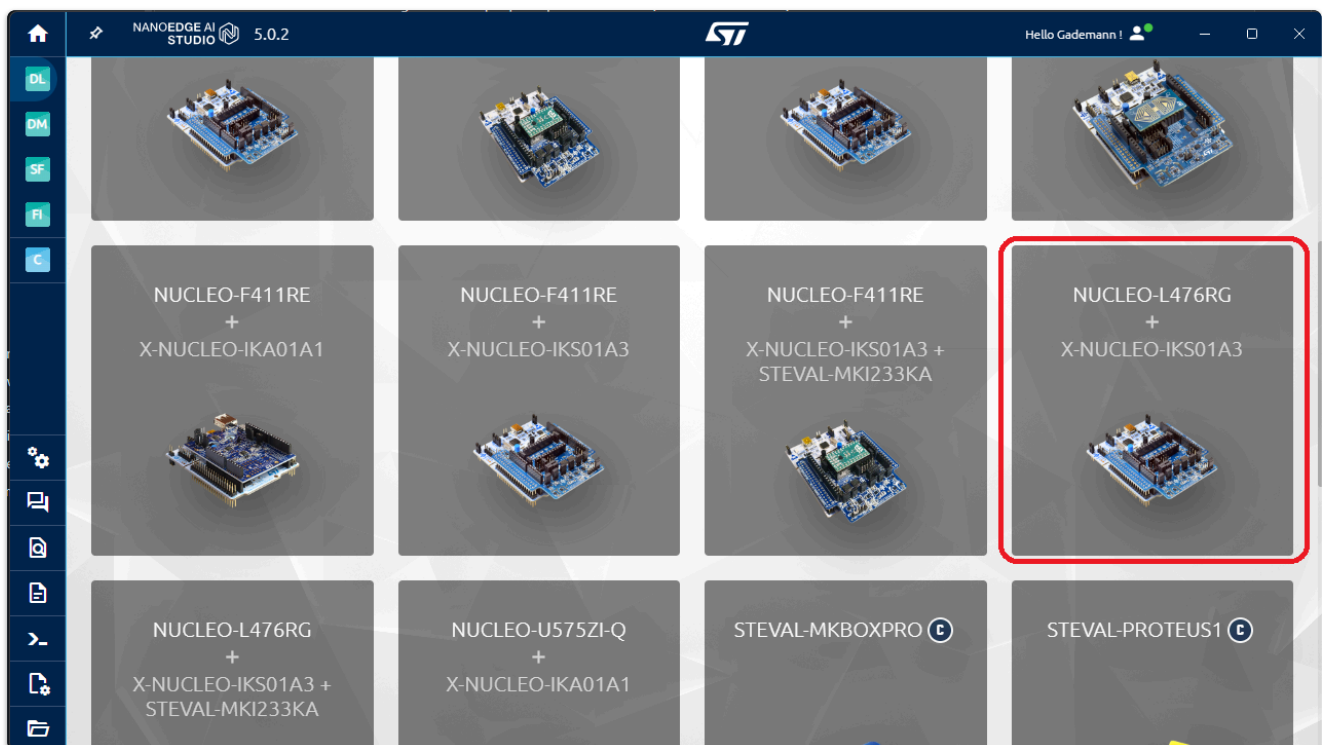 NANOEDGE AI
STUDIO
5.0.2
ST
Hello Gademann !
DL
DM
SF
FI
C
NUCLEO-F411RE
+
X-NUCLEO-IKA01A1
NUCLEO-F411RE
+
X-NUCLEO-IKS01A3
NUCLEO-F411RE
+
X-NUCLEO-IKS01A3 +
STEVAL-MKI233KA
NUCLEO-L476RG
+
X-NUCLEO-IKS01A3
NUCLEO-L476RG
+
X-NUCLEO-IKS01A3 +
STEVAL-MKI233KA
NUCLEO-U575ZI-Q
+
X-NUCLEO-IKA01A1
STEVAL-MKBOXPRO C
STEVAL-PROTEUS1 C